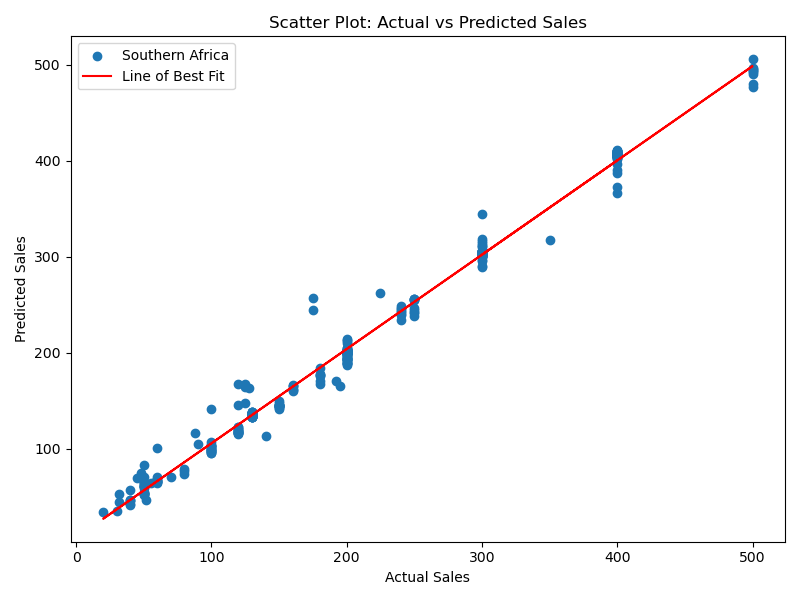 Scatter Plot: Actual vs Predicted Sales
Southern Africa
Line of Best Fit
Predicted Sales
500
400
300
200
100
0 100 200 300 400 500
Actual Sales